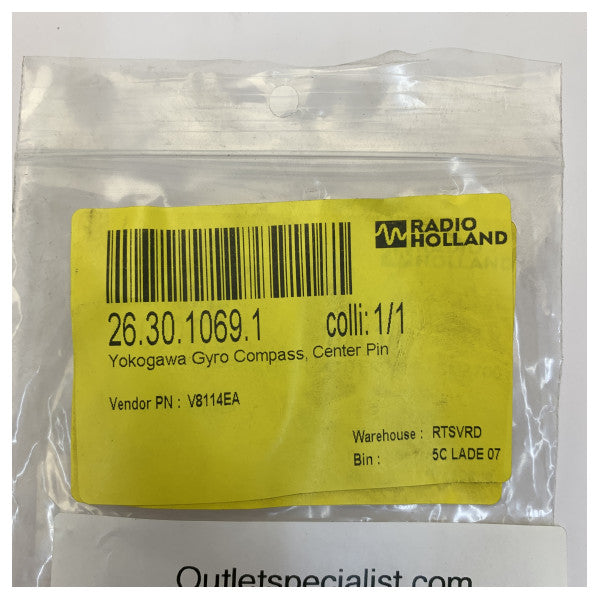 RADIO
HOLLAND
26.30.1069.1 colli: 1/1
Yokogawa Gyro Compass, Center Pin
Vendor PN : V8114EA
Warehouse : RTSVRD
Bin : 5C LADE 07
Outletspecialist.com